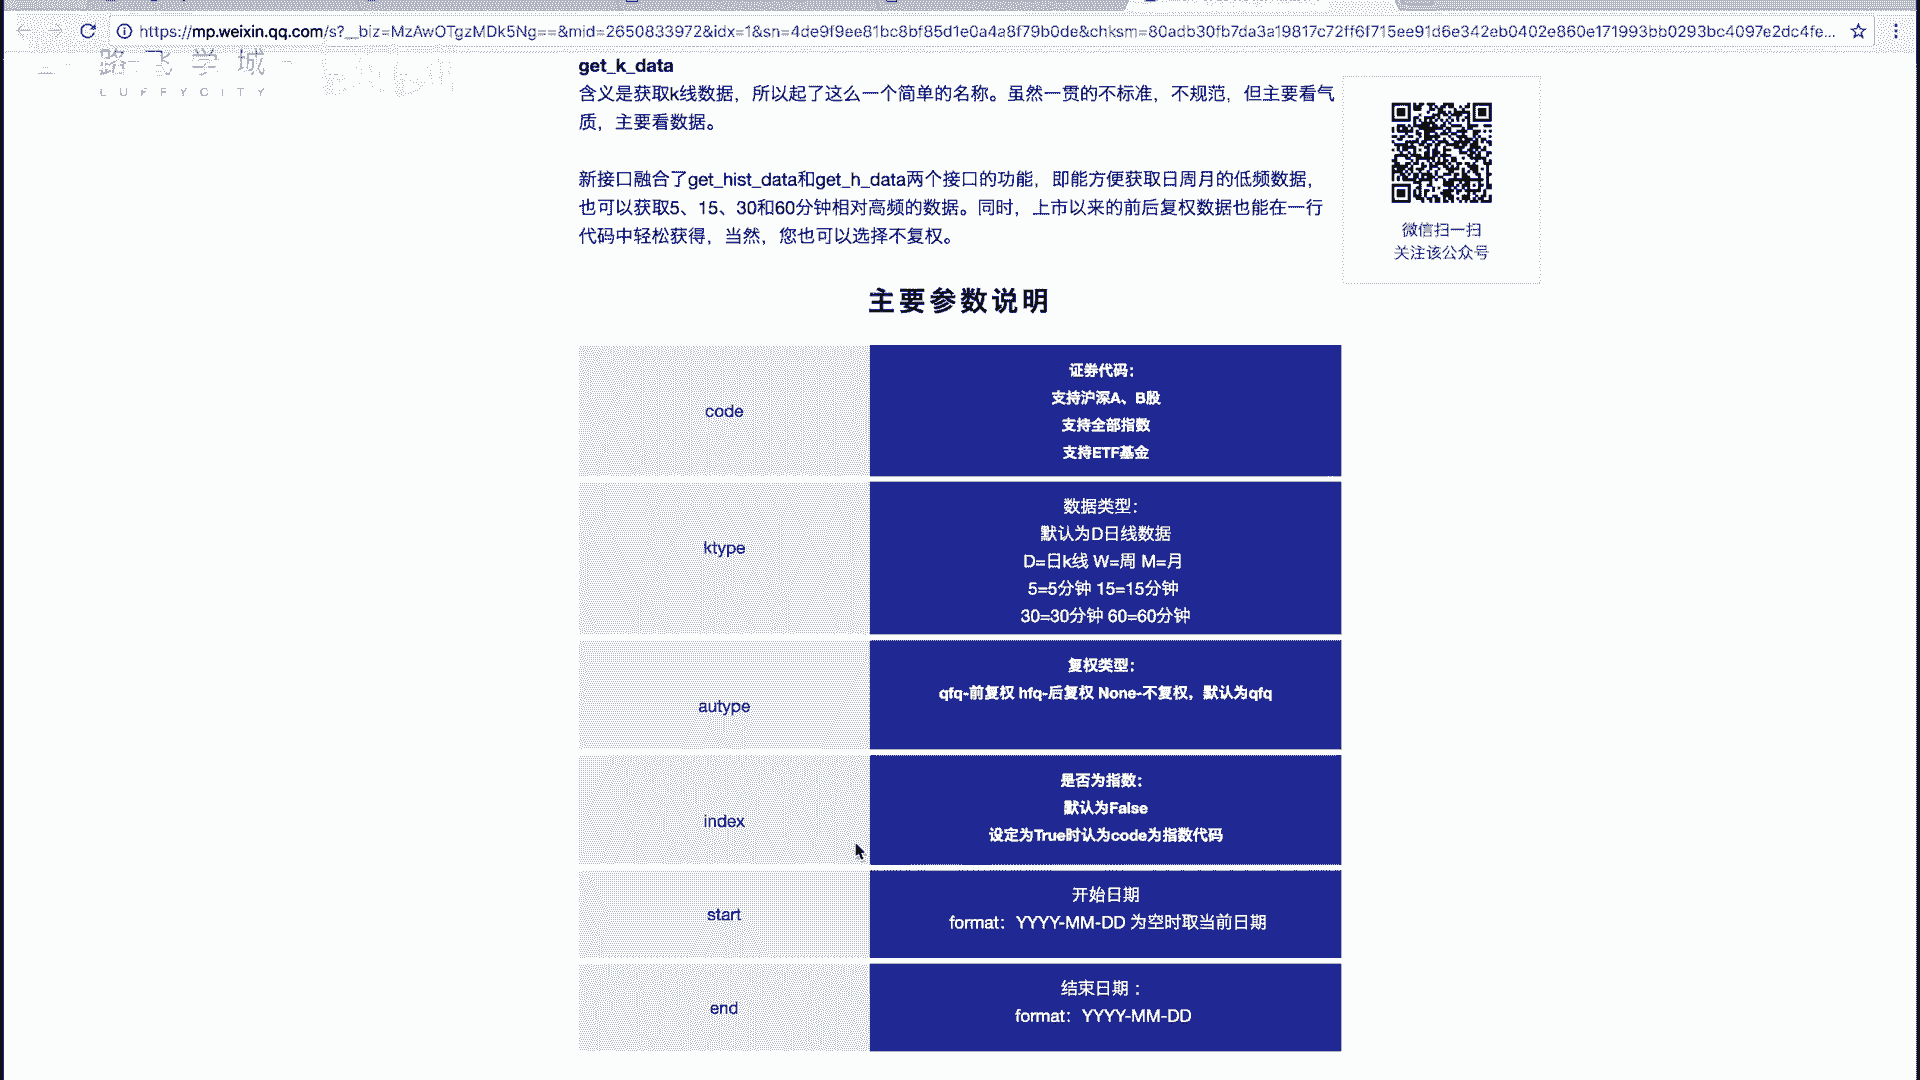 https://mp.weixin.qq.com/s?__biz=MzAwOTgzMDk5Ng==&mid=2650833972&idx=1&sn=4de9f9ee81bc8bf85d1e0a4a8f79b0de&chksm=80adb30fb7da3a19817c72ff6f715ee91d6e342eb0402e860e171993bb0293bc4097e2dc4fe...
路飞学城
LUFFYCITY
get_k_data
含义是获取k线数据，所以起了这么一个简单的名称。虽然一贯的不标准，不规范，但主要看气
质，主要看数据。
新接口融合了get_hist_data和get_h_data两个接口的功能，即能方便获取日周月的低频数据，
也可以获取5、15、30和60分钟相对高频的数据。同时，上市以来的前后复权数据也能在一行
代码中轻松获得，当然，您也可以选择不复权。
微信扫一扫
关注该公众号
主要参数说明
code
证券代码：
支持沪深A、B股
支持全部指数
支持ETF基金
ktype
数据类型：
默认为D日线数据
D=日k线 W=周 M=月
5=5分钟 15=15分钟
30=30分钟 60=60分钟
autype
复权类型：
qfq-前复权 hfq-后复权 None-不复权，默认为qfq
index
是否为指数：
默认为False
设定为True时认为code为指数代码
start
开始日期
format：YYYY-MM-DD 为空时取当前日期
end
结束日期 ：
format：YYYY-MM-DD